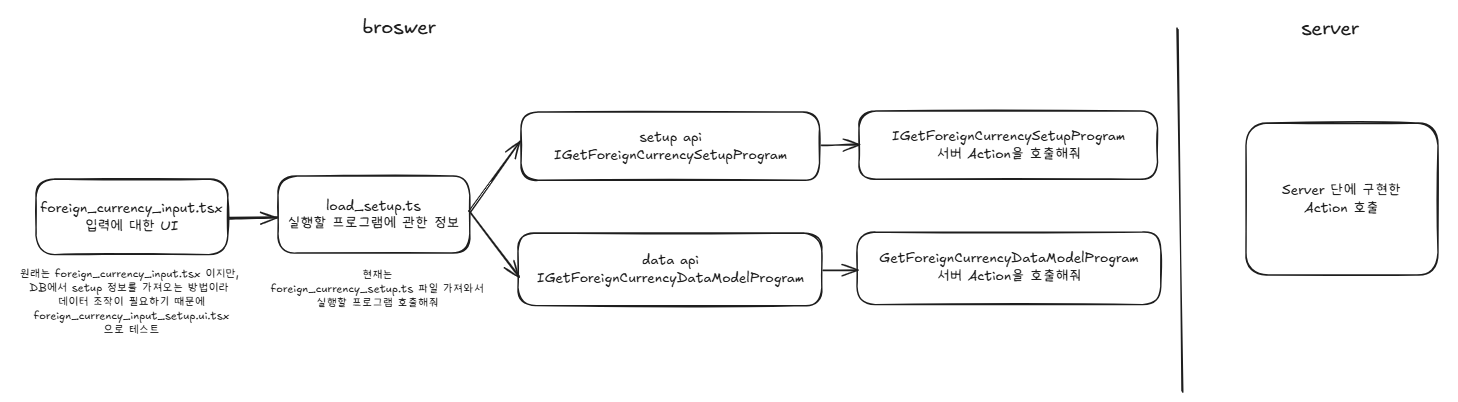 broswer
server
foreign_currency_input.tsx
입력에 대한 UI
원래는 foreign_currency_input.tsx 이지만,
DB에서 setup 정보를 가져오는 방법이라
데이터 조작이 필요하기 때문에
foreign_currency_input_setup.ui.tsx
으로 테스트
load_setup.ts
실행할 프로그램에 관한 정보
현재는
foreign_currency_setup.ts 파일 가져와서
실행할 프로그램 호출해줘
setup api
IGetForeignCurrencySetupProgram
IGetForeignCurrencySetupProgram
서버 Action을 호출해줘
data api
IGetForeignCurrencyDataModelProgram
GetForeignCurrencyDataModelProgram
서버 Action을 호출해줘
Server 단에 구현한
Action 호출